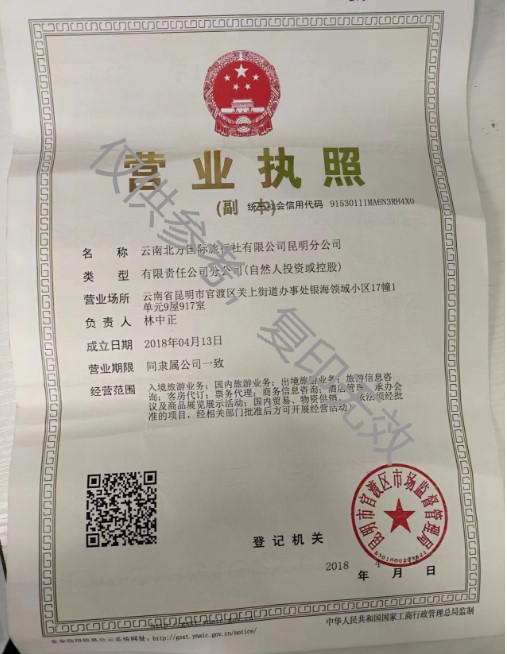 营业执照
(副 本)
统一社会信用代码 91530111MA6N3RH4X0
名 称 云南北方国际旅行社有限公司昆明分公司
类 型 有限责任公司分公司(自然人投资或控股)
营业场所 云南省昆明市官渡区关上街道办事处银海领域小区17幢1
单元9层917室
负 责 人 林中正
成立日期 2018年04月13日
营业期限 同隶属公司一致
经营范围 入境旅游业务；国内旅游业务；出境旅游业务；旅游信息咨
询；客房代订；票务代理；商务信息咨询；酒店管理；承办会
议及商品展览展示活动；国内贸易、物资供销。 依法须经批
准的项目，经相关部门批准后方可开展经营活动
仅供参考，复印无效
昆明市官渡区市场监督管理局
登记机关
2018
年 月 日
http://gsxt.ynaic.gov.cn/notice/
中华人民共和国国家工商行政管理总局监制